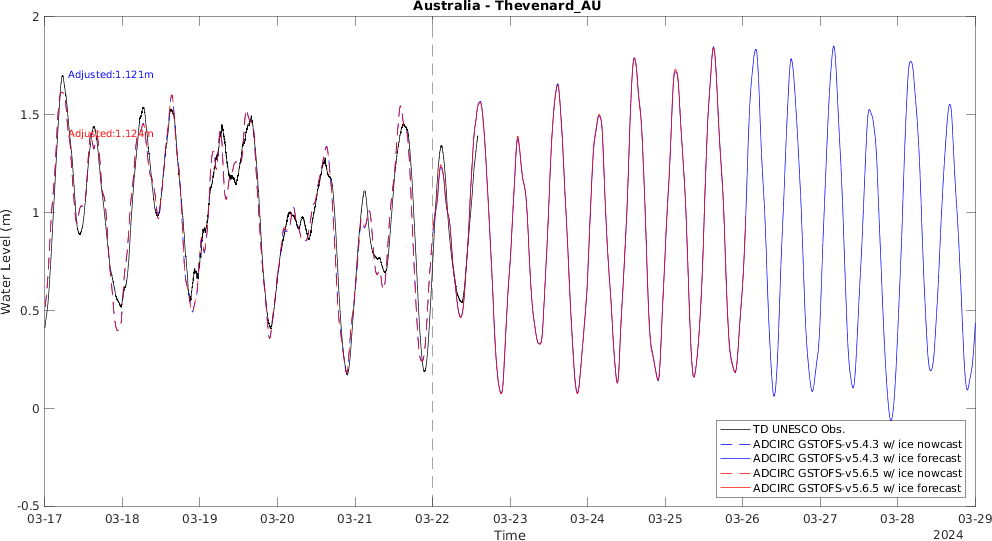 Australia - Thevenard_AU
2
Adjusted:1.121m
1.5
Adjusted:1.124m
1
Water Level (m)
0.5
0
TD UNESCO Obs.
ADCIRC GSTOFS-v5.4.3 w/ ice nowcast
ADCIRC GSTOFS-v5.4.3 w/ ice forecast
ADCIRC GSTOFS-v5.6.5 w/ ice nowcast
ADCIRC GSTOFS-v5.6.5 w/ ice forecast
-0.5
03-17 03-18 03-19 03-20 03-21 03-22 03-23 03-24 03-25 03-26 03-27 03-28 03-29
Time
2024